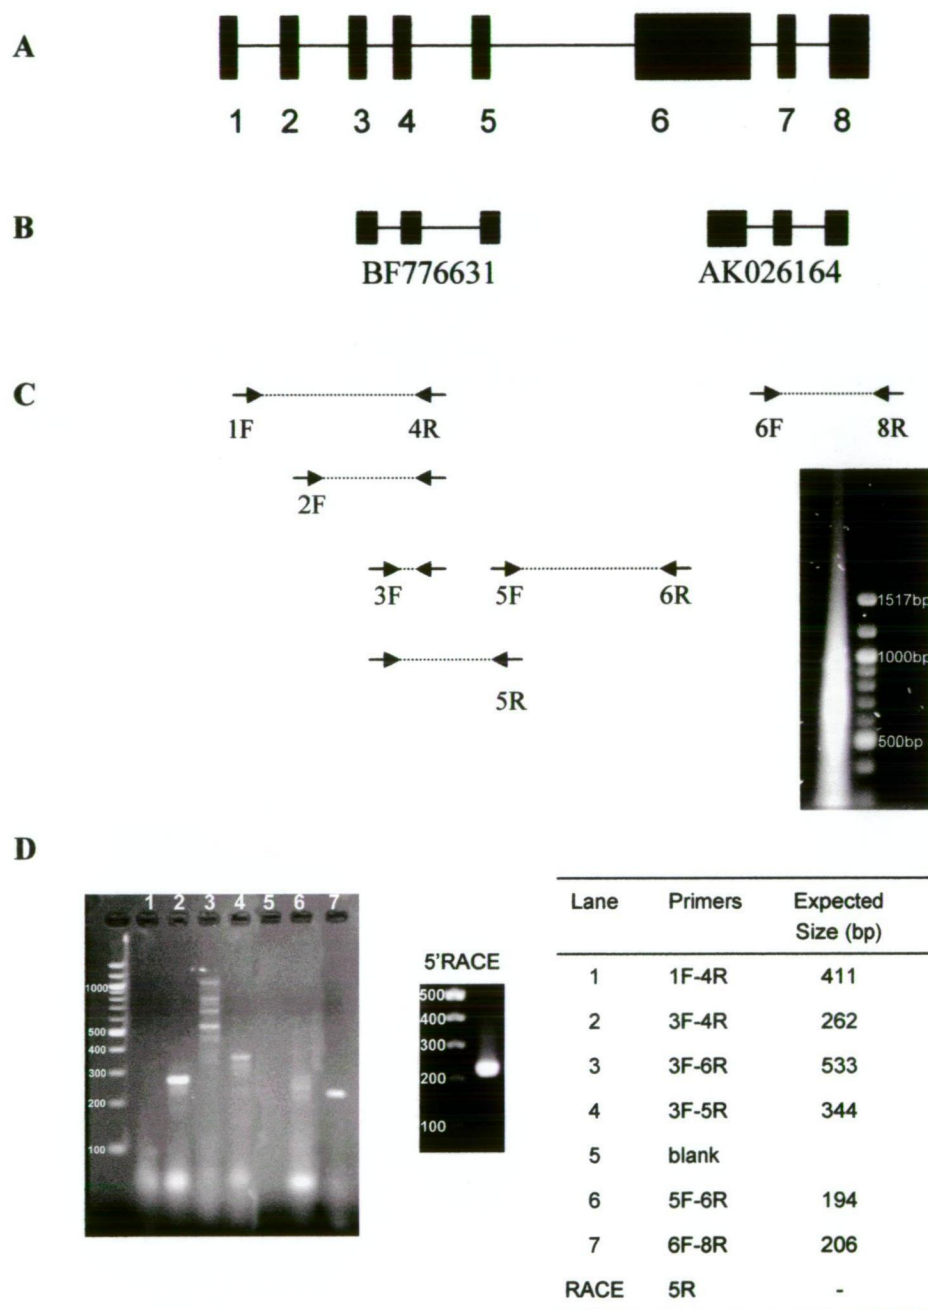 A
1 2 3 4 5 6 7 8
B
BF776631 AK026164
C
1F 4R 6F 8R
2F
3F 5F 6R
5R
1517bp
1000bp
500bp
D
1 2 3 4 5 6 7
1000
500
400
300
200
100
5'RACE
500
400
300
200
100
Lane Primers Expected
Size (bp)
1 1F-4R 411
2 3F-4R 262
3 3F-6R 533
4 3F-5R 344
5 blank
6 5F-6R 194
7 6F-8R 206
RACE 5R -